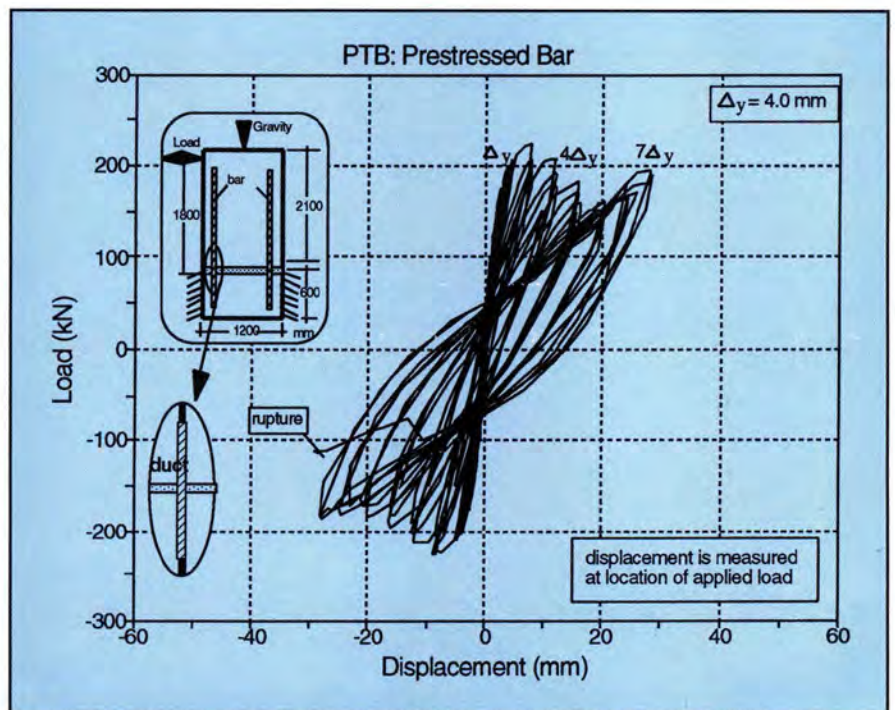 PTB: Prestressed Bar
300
200
100
0
-100
-200
-300
Load (kN)
-60
-40
-20
0
20
40
60
Displacement (mm)
Δy = 4.0 mm
Δy
4Δy
7Δy
Gravity
Load
bar
1800
2100
600
1200
mm
duct
rupture
displacement is measured
at location of applied load